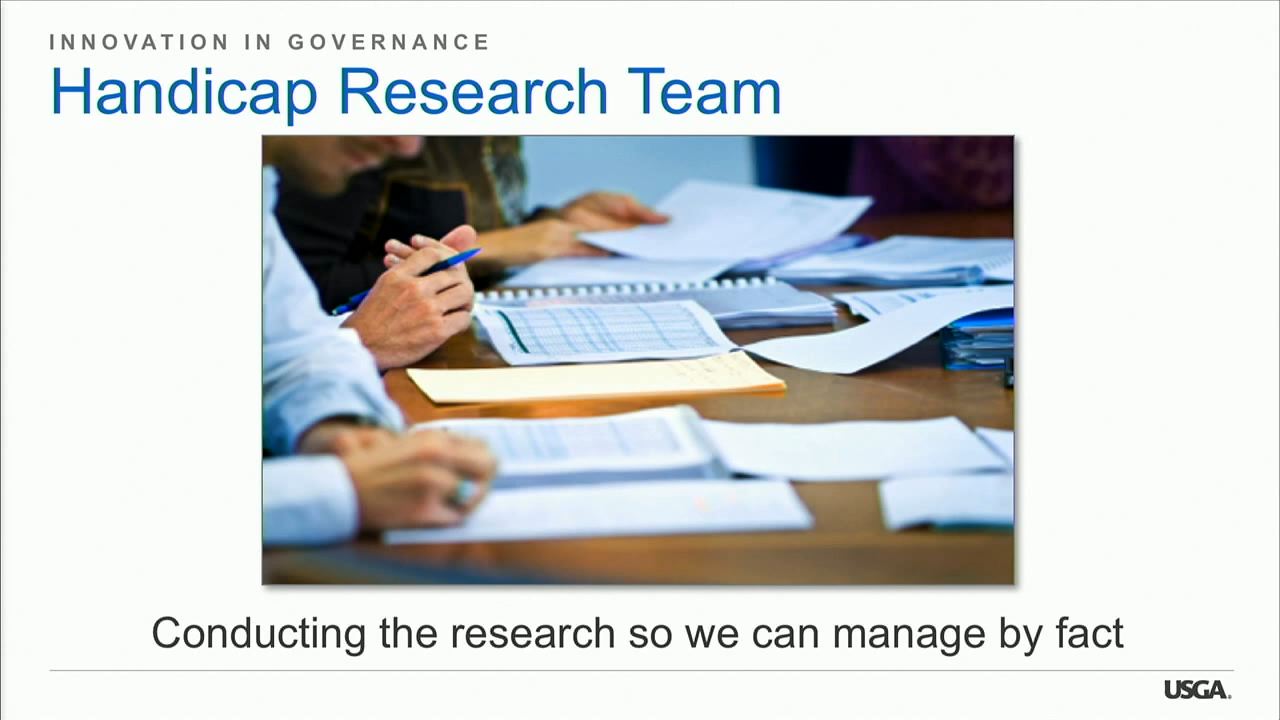 INNOVATION IN GOVERNANCE
Handicap Research Team
Conducting the research so we can manage by fact
USGA.